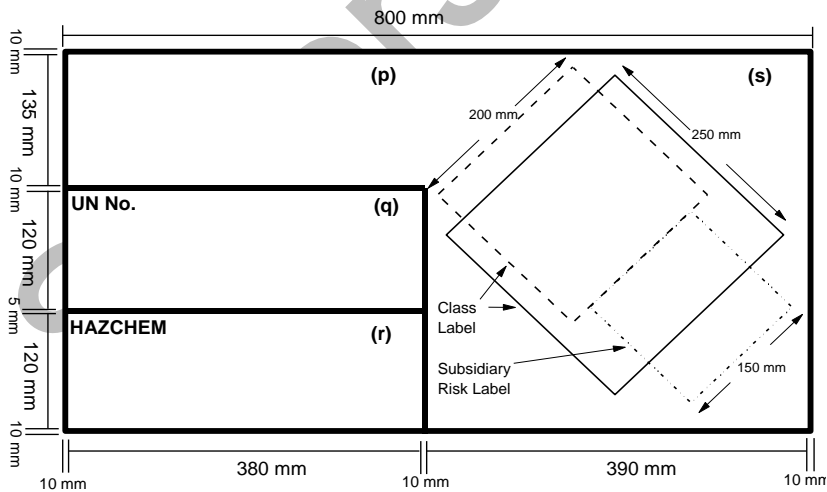 800 mm
10 mm
135 mm
10 mm
120 mm
5 mm
120 mm
10 mm
(p)
(s)
200 mm
250 mm
UN No.
(q)
HAZCHEM
(r)
Class
Label
Subsidiary
Risk Label
150 mm
10 mm
380 mm
10 mm
390 mm
10 mm